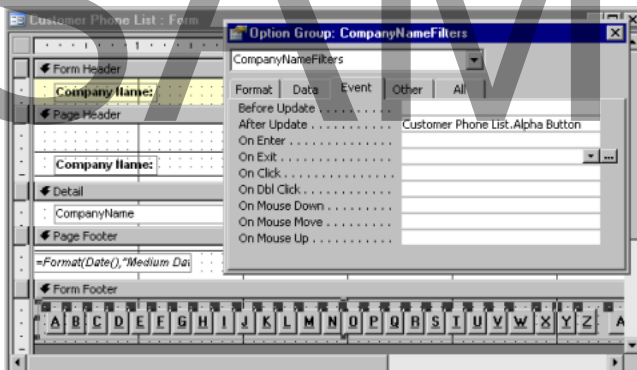 Customer Phone List : Form
Option Group: CompanyNameFilters
CompanyNameFilters
Format Data Event Other All
Before Update
After Update Customer Phone List.Alpha Button
On Enter
On Exit
On Click
On Dbl Click
On Mouse Down
On Mouse Move
On Mouse Up
Form Header
Company Name:
Page Header
Company Name:
Detail
CompanyName
Page Footer
=Format(Date(),"Medium Dat
Form Footer
A B C D E F G H I J K L M N O P Q R S T U V W X Y Z A
SAM